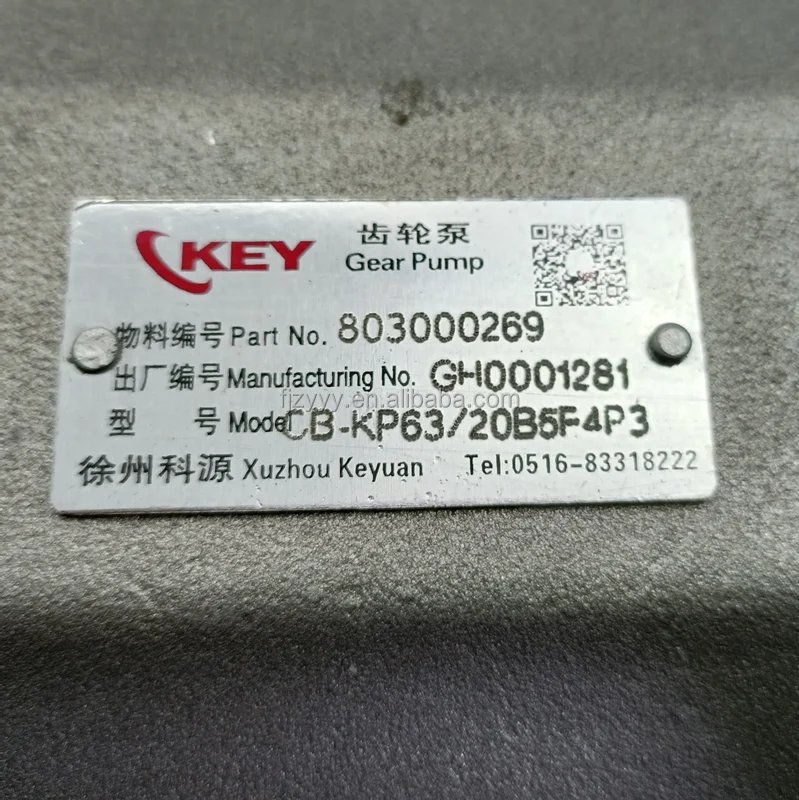 KEY
齿轮泵
Gear Pump
物料编号 Part No. 803000269
出厂编号 Manufacturing No. GH0001281
fjzyyy.en.alibaba.com
型 号 Model CB-KP63/20B5F4P3
徐州科源 Xuzhou Keyuan Tel:0516-83318222